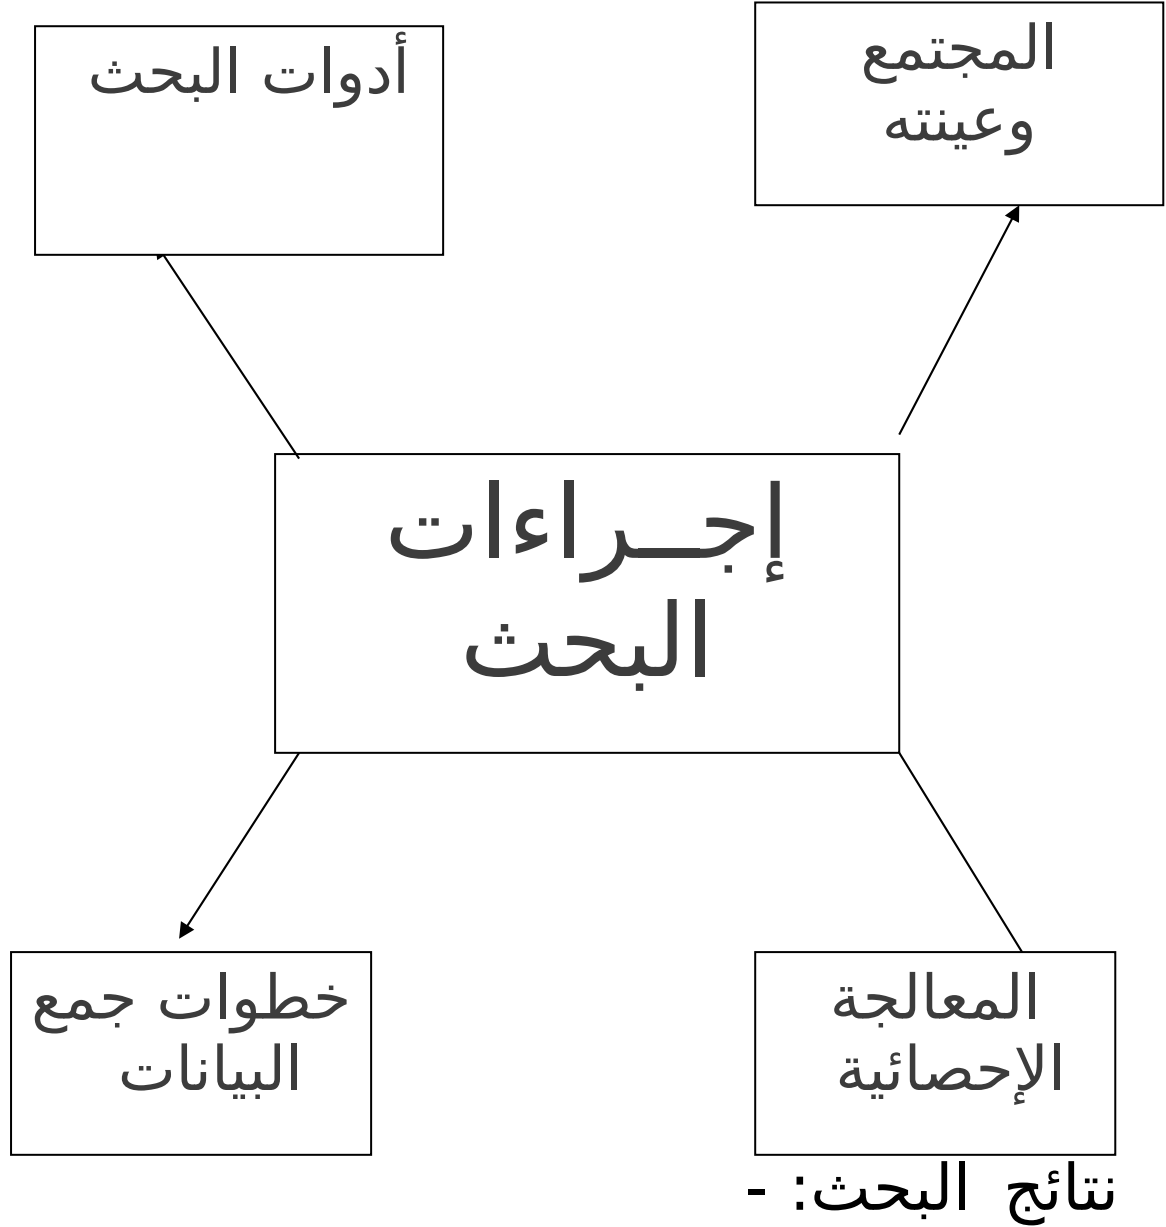 المجتمع
وعينته
أدوات البحث
إجــراءات
البحث
المعالجة
الإحصائية
خطوات جمع
البيانات
نتائج البحث: -